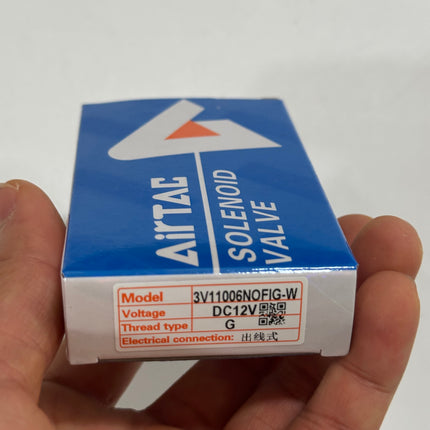 AirTAC
SOLENOID
VALVE
Model 3V11006NOFIG-W
Voltage DC12V
Thread type G
Electrical connection: 出线式